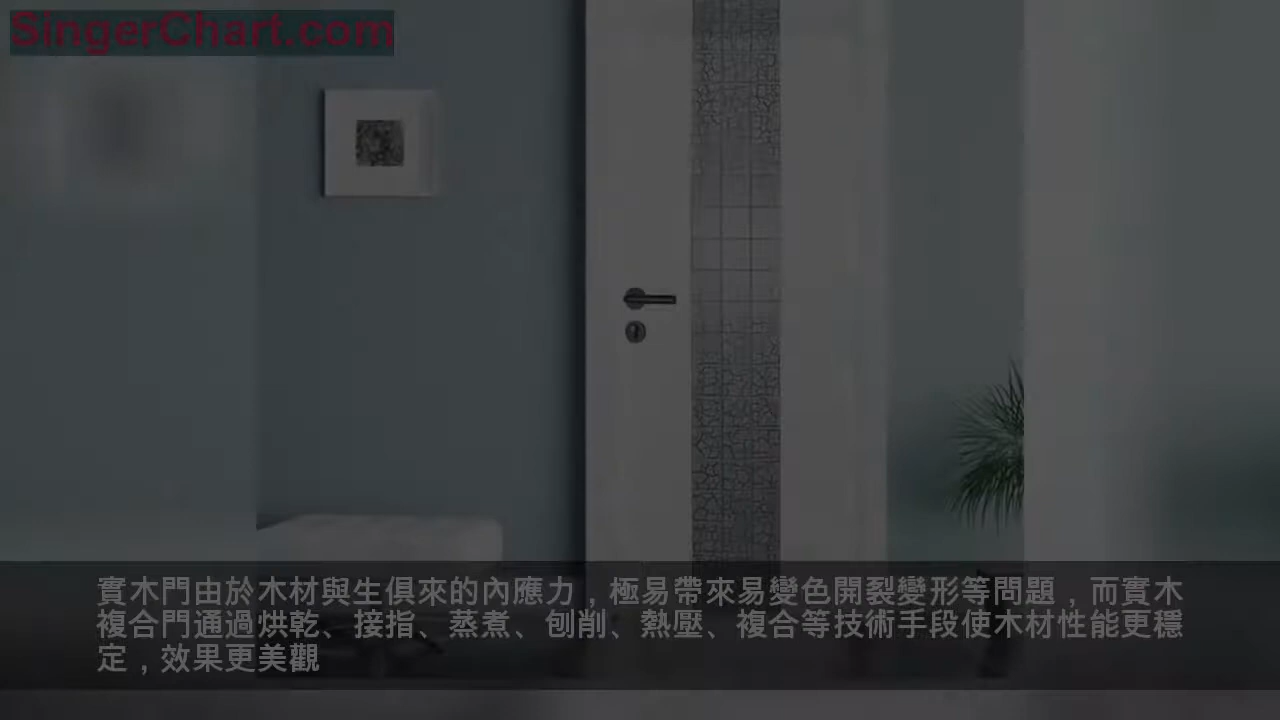 SingerChart.com
實木門由於木材與生俱來的內應力，極易帶來易變色開裂變形等問題，而實木
複合門通過烘乾、接指、蒸煮、刨削、熱壓、複合等技術手段使木材性能更穩
定，效果更美觀